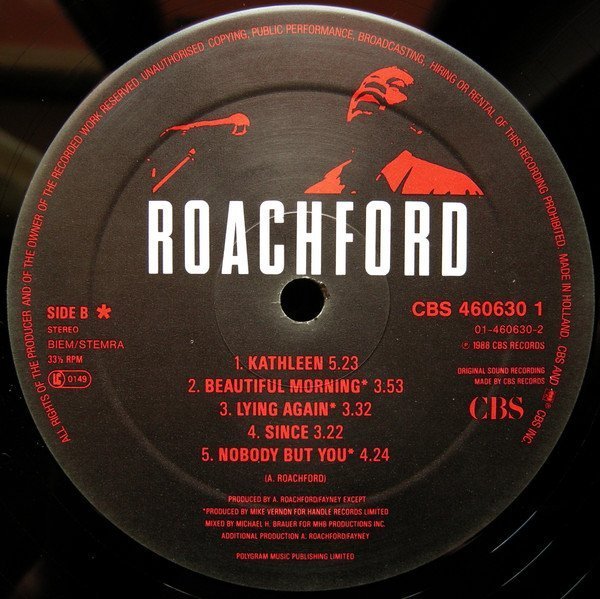 ALL RIGHTS OF THE PRODUCER AND OF THE OWNER OF THE RECORDED WORK RESERVED. UNAUTHORISED COPYING, PUBLIC PERFORMANCE, BROADCASTING, HIRING OR RENTAL OF THIS RECORDING PROHIBITED. MADE IN HOLLAND. CBS AND ® CBS INC.
ROACHFORD
SIDE B *
STEREO
BIEM/STEMRA
33⅓ RPM
LC 0149
CBS 460630 1
01-460630-2
℗ 1988 CBS RECORDS
ORIGINAL SOUND RECORDING
MADE BY CBS RECORDS
CBS
1. KATHLEEN 5.23
2. BEAUTIFUL MORNING* 3.53
3. LYING AGAIN* 3.32
4. SINCE 3.22
5. NOBODY BUT YOU* 4.24
(A. ROACHFORD)
PRODUCED BY A. ROACHFORD/FAYNEY EXCEPT
*PRODUCED BY MIKE VERNON FOR HANDLE RECORDS LIMITED
MIXED BY MICHAEL H. BRAUER FOR MHB PRODUCTIONS INC.
ADDITIONAL PRODUCTION A. ROACHFORD/FAYNEY
POLYGRAM MUSIC PUBLISHING LIMITED